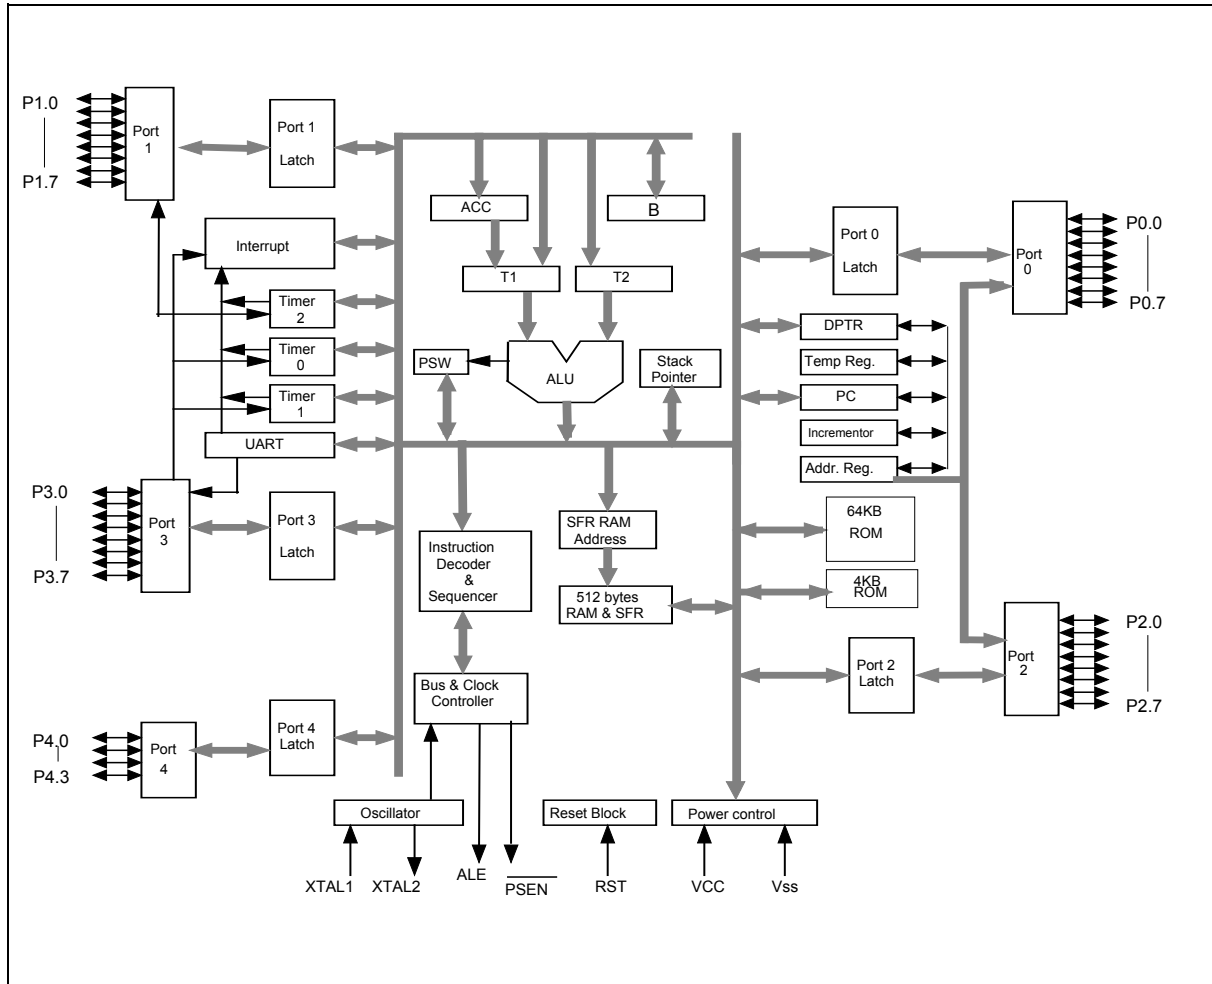 P1.0
P1.7
Port
1
Port 1
Latch
Interrupt
Timer
2
Timer
0
Timer
1
UART
P3.0
P3.7
Port
3
Port 3
Latch
P4.0
P4.3
Port
4
Port 4
Latch
ACC
B
T1
T2
PSW
ALU
Stack
Pointer
Instruction
Decoder
&
Sequencer
SFR RAM
Address
512 bytes
RAM & SFR
Bus & Clock
Controller
Oscillator
Reset Block
Power control
XTAL1
XTAL2
ALE
PSEN
RST
VCC
Vss
Port 0
Latch
Port
0
P0.0
P0.7
DPTR
Temp Reg.
PC
Incrementor
Addr. Reg.
64KB
ROM
4KB
ROM
Port 2
Latch
Port
2
P2.0
P2.7